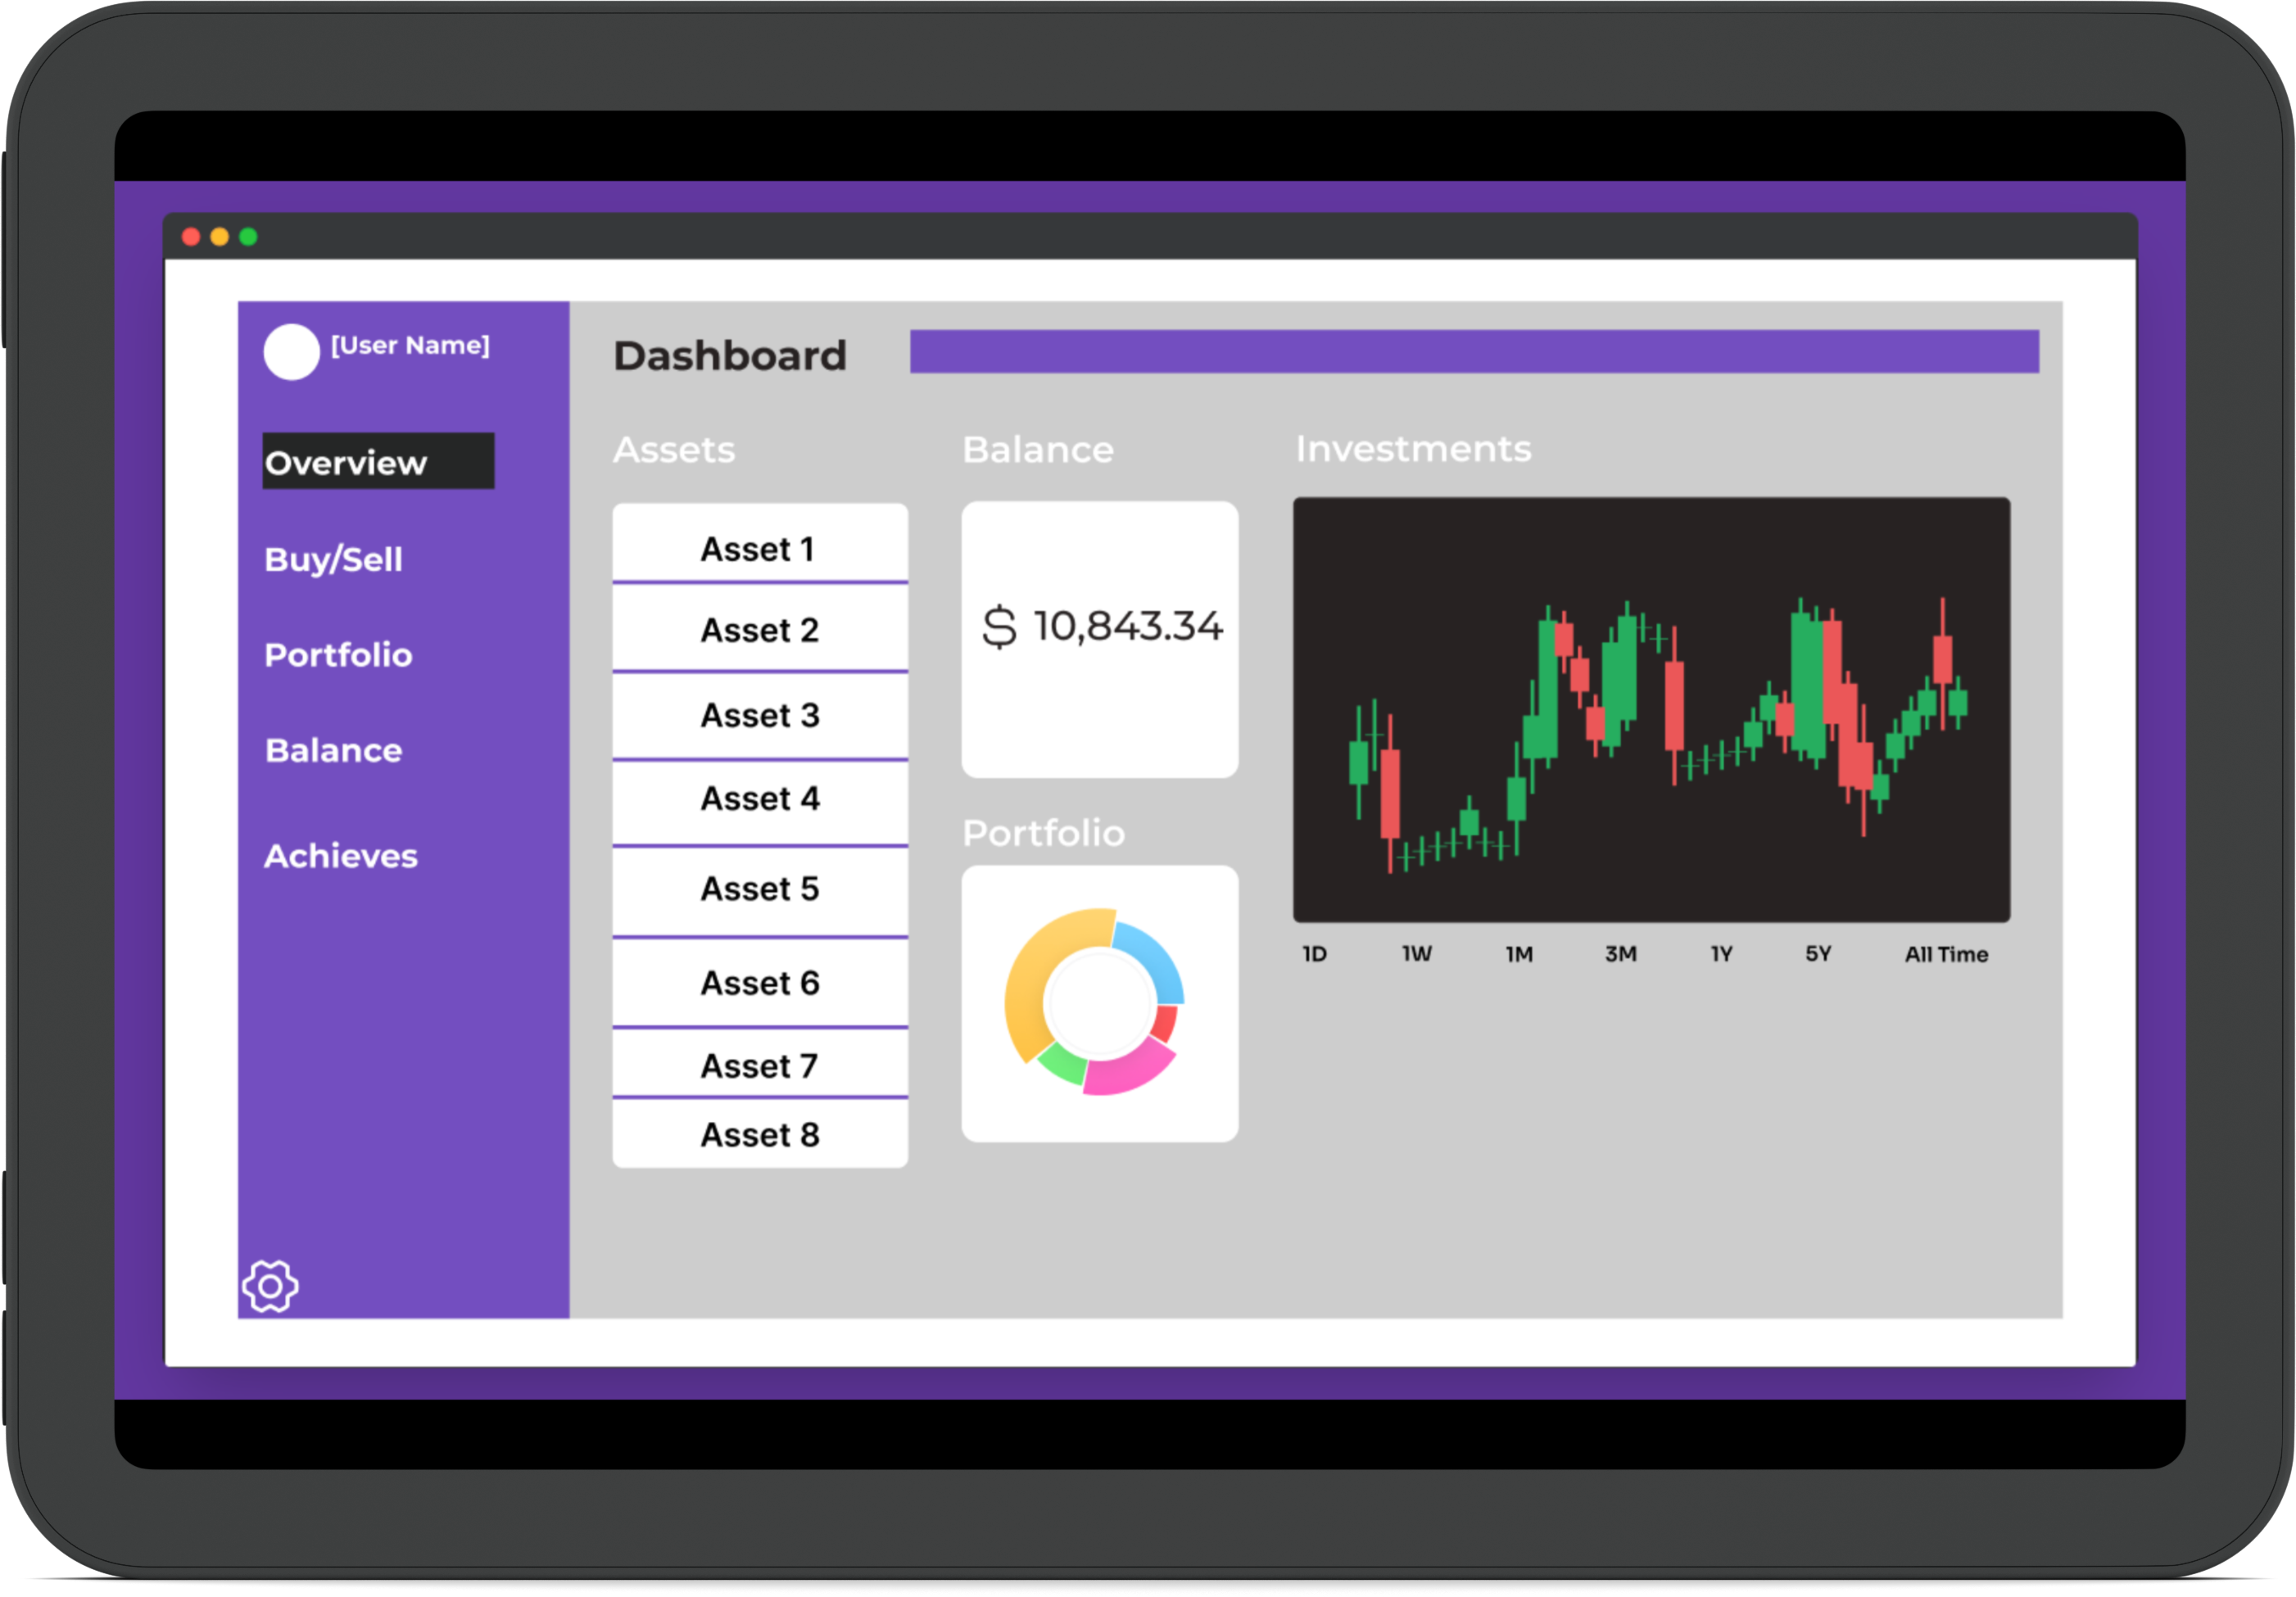 [User Name]
Overview
Buy/Sell
Portfolio
Balance
Achieves
Dashboard
Assets
Asset 1
Asset 2
Asset 3
Asset 4
Asset 5
Asset 6
Asset 7
Asset 8
Balance
$ 10,843.34
Portfolio
Investments
1D 1W 1M 3M 1Y 5Y All Time